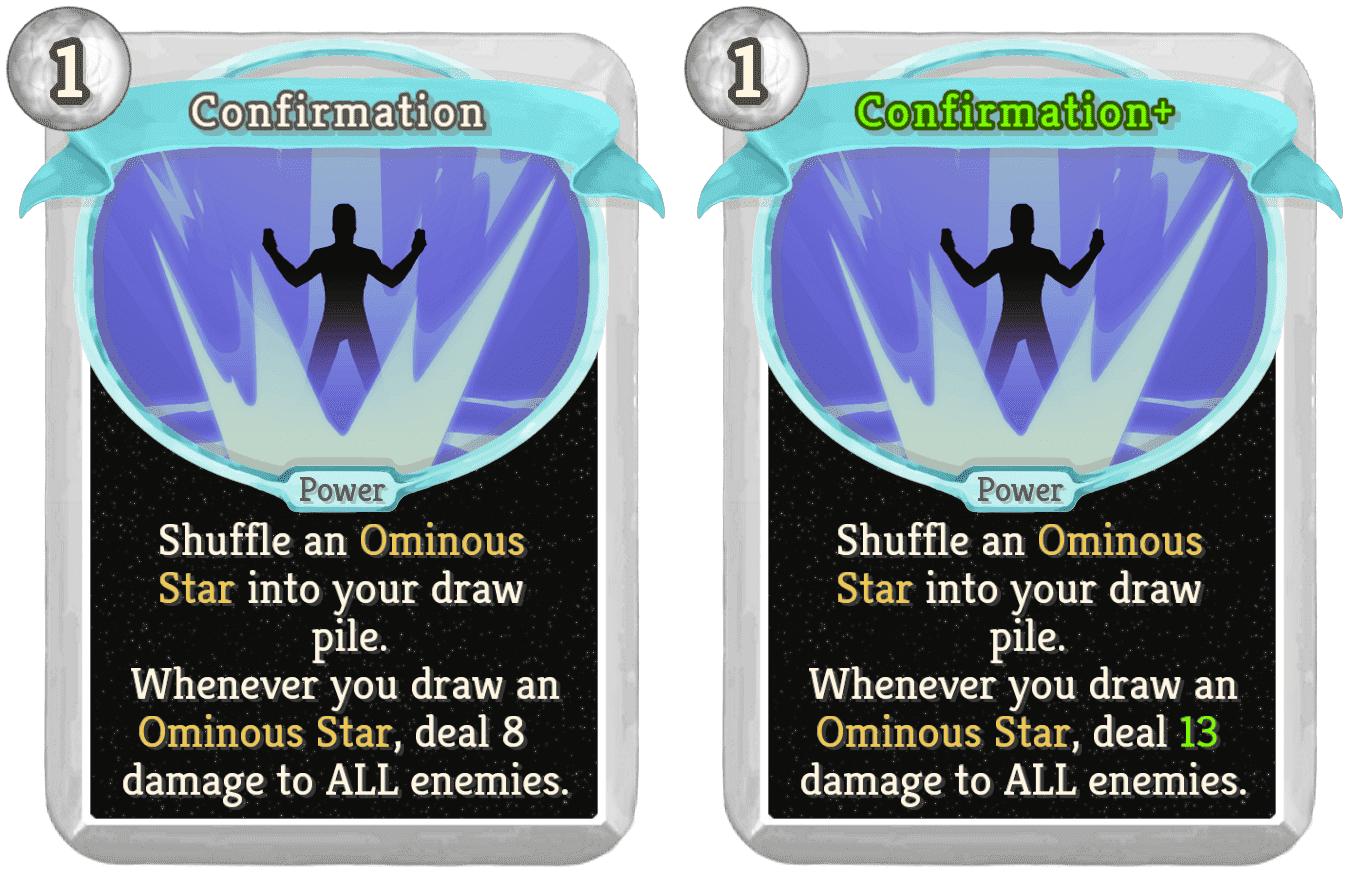 1
Confirmation
Power
Shuffle an Ominous
Star into your draw
pile.
Whenever you draw an
Ominous Star, deal 8
damage to ALL enemies.
1
Confirmation+
Power
Shuffle an Ominous
Star into your draw
pile.
Whenever you draw an
Ominous Star, deal 13
damage to ALL enemies.